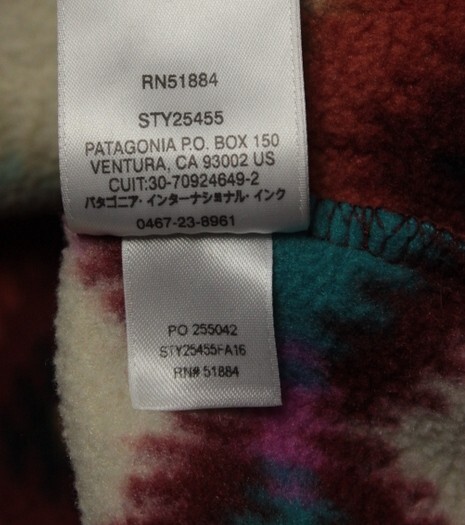 RN51884
STY25455
PATAGONIA P.O. BOX 150
VENTURA, CA 93002 US
CUIT:30-70924649-2
パタゴニア・インターナショナル・インク
0467-23-8961
PO 255042
STY25455FA16
RN# 51884